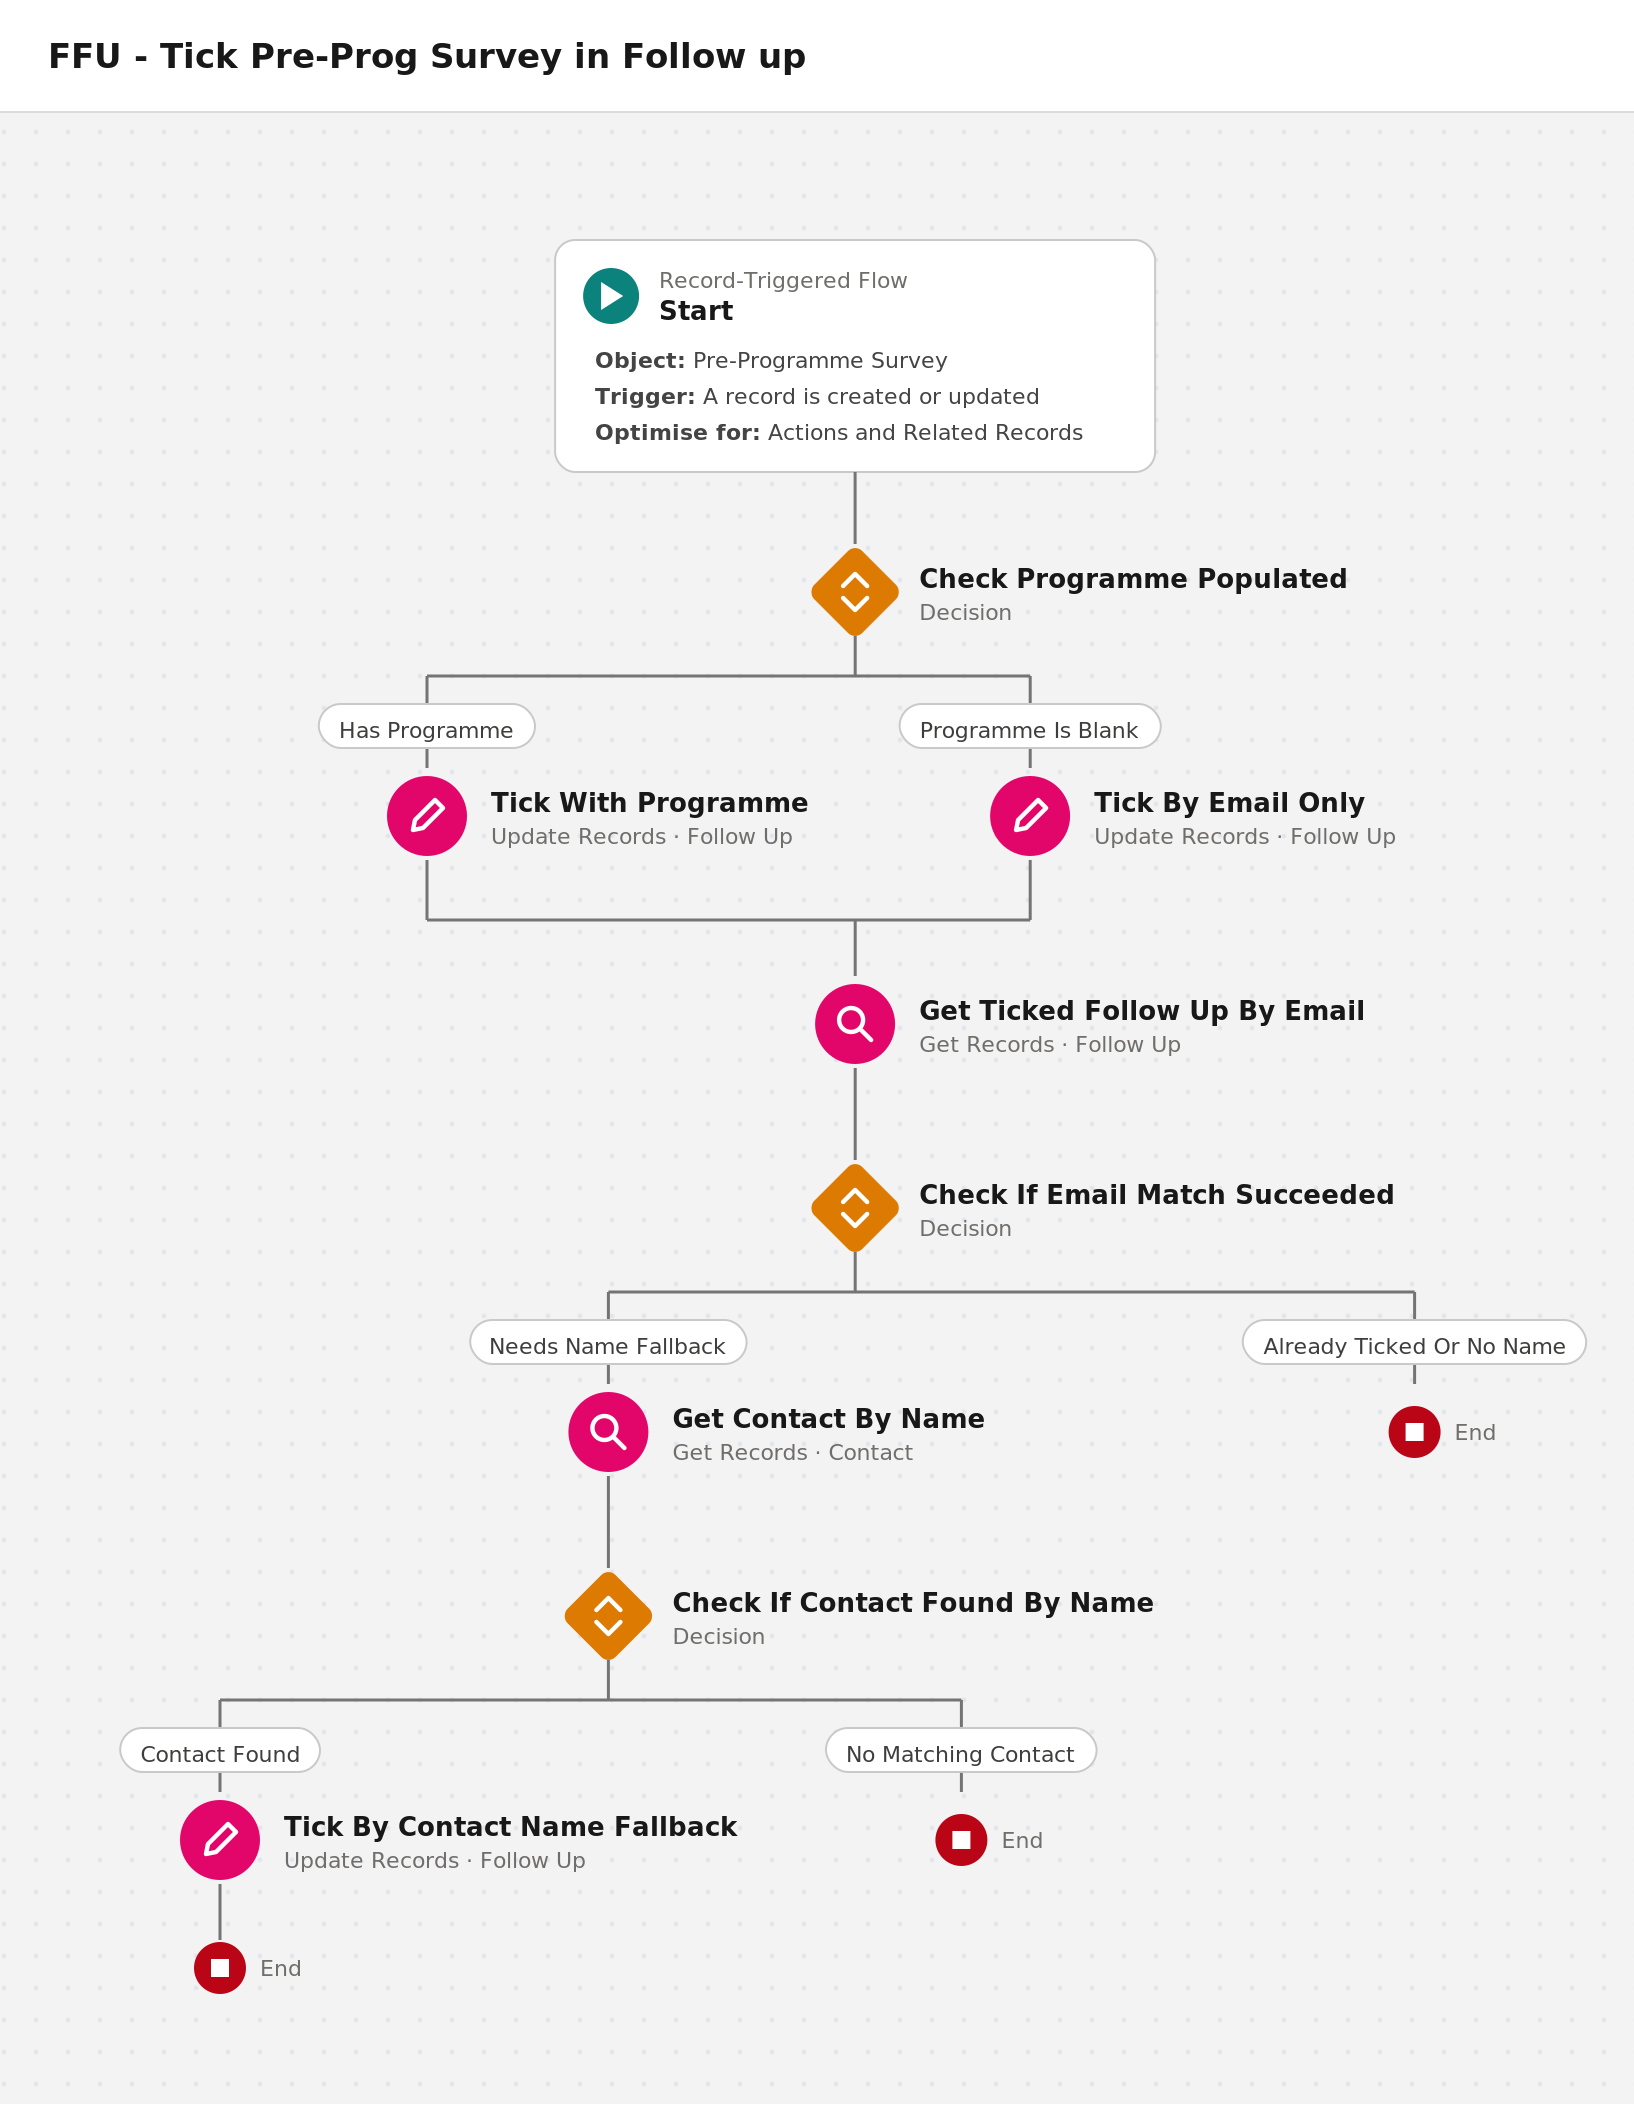 FFU - Tick Pre-Prog Survey in Follow up
Record-Triggered Flow
Start
Object: Pre-Programme Survey
Trigger: A record is created or updated
Optimise for: Actions and Related Records
Check Programme Populated
Decision
Has Programme
Programme Is Blank
Tick With Programme
Update Records · Follow Up
Tick By Email Only
Update Records · Follow Up
Get Ticked Follow Up By Email
Get Records · Follow Up
Check If Email Match Succeeded
Decision
Needs Name Fallback
Already Ticked Or No Name
Get Contact By Name
Get Records · Contact
End
Check If Contact Found By Name
Decision
Contact Found
No Matching Contact
Tick By Contact Name Fallback
Update Records · Follow Up
End
End